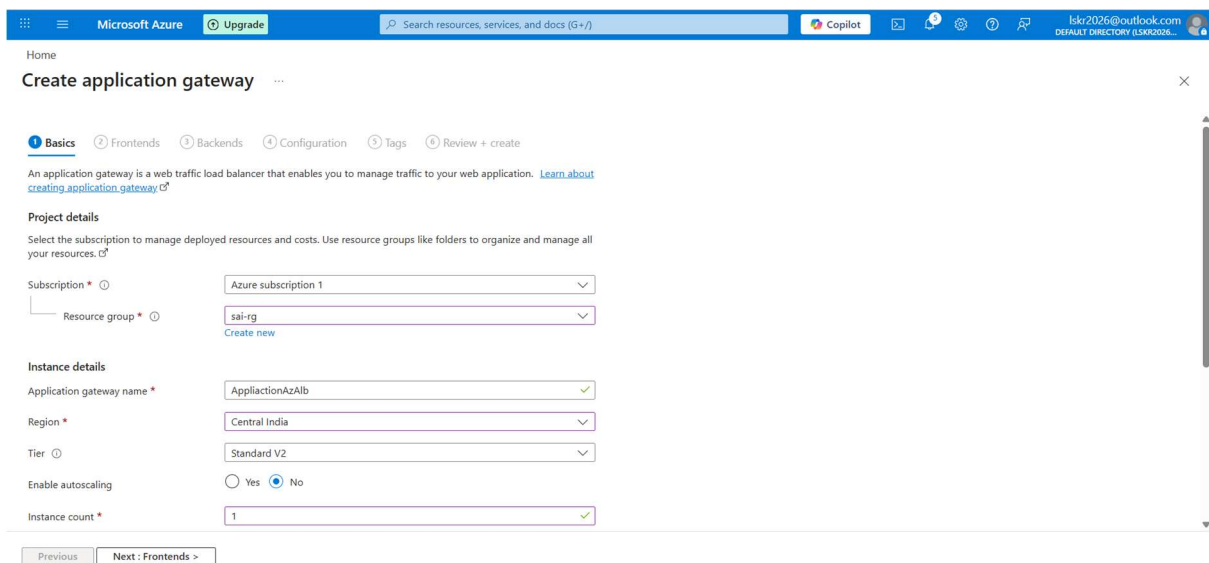 Microsoft Azure
Upgrade
Search resources, services, and docs (G+/)
Copilot
5
lskr2026@outlook.com
DEFAULT DIRECTORY (LSKR2026...
Home
Create application gateway ...
1 Basics 2 Frontends 3 Backends 4 Configuration 5 Tags 6 Review + create
An application gateway is a web traffic load balancer that enables you to manage traffic to your web application. Learn about
creating application gateway
Project details
Select the subscription to manage deployed resources and costs. Use resource groups like folders to organize and manage all
your resources.
Subscription * Azure subscription 1
Resource group * sai-rg
Create new
Instance details
Application gateway name * AppliactionAzAlb
Region * Central India
Tier Standard V2
Enable autoscaling Yes No
Instance count * 1
Previous Next : Frontends >